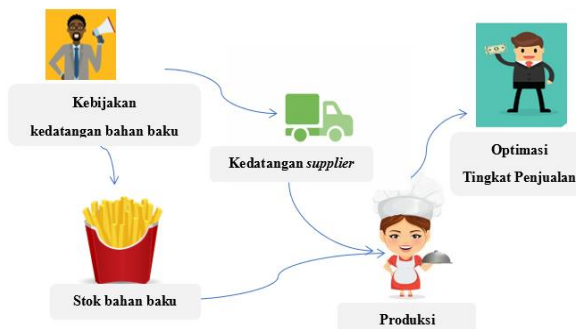 Kebijakan
kedatangan bahan baku
Kedatangan supplier
Optimasi
Tingkat Penjualan
Stok bahan baku
Produksi